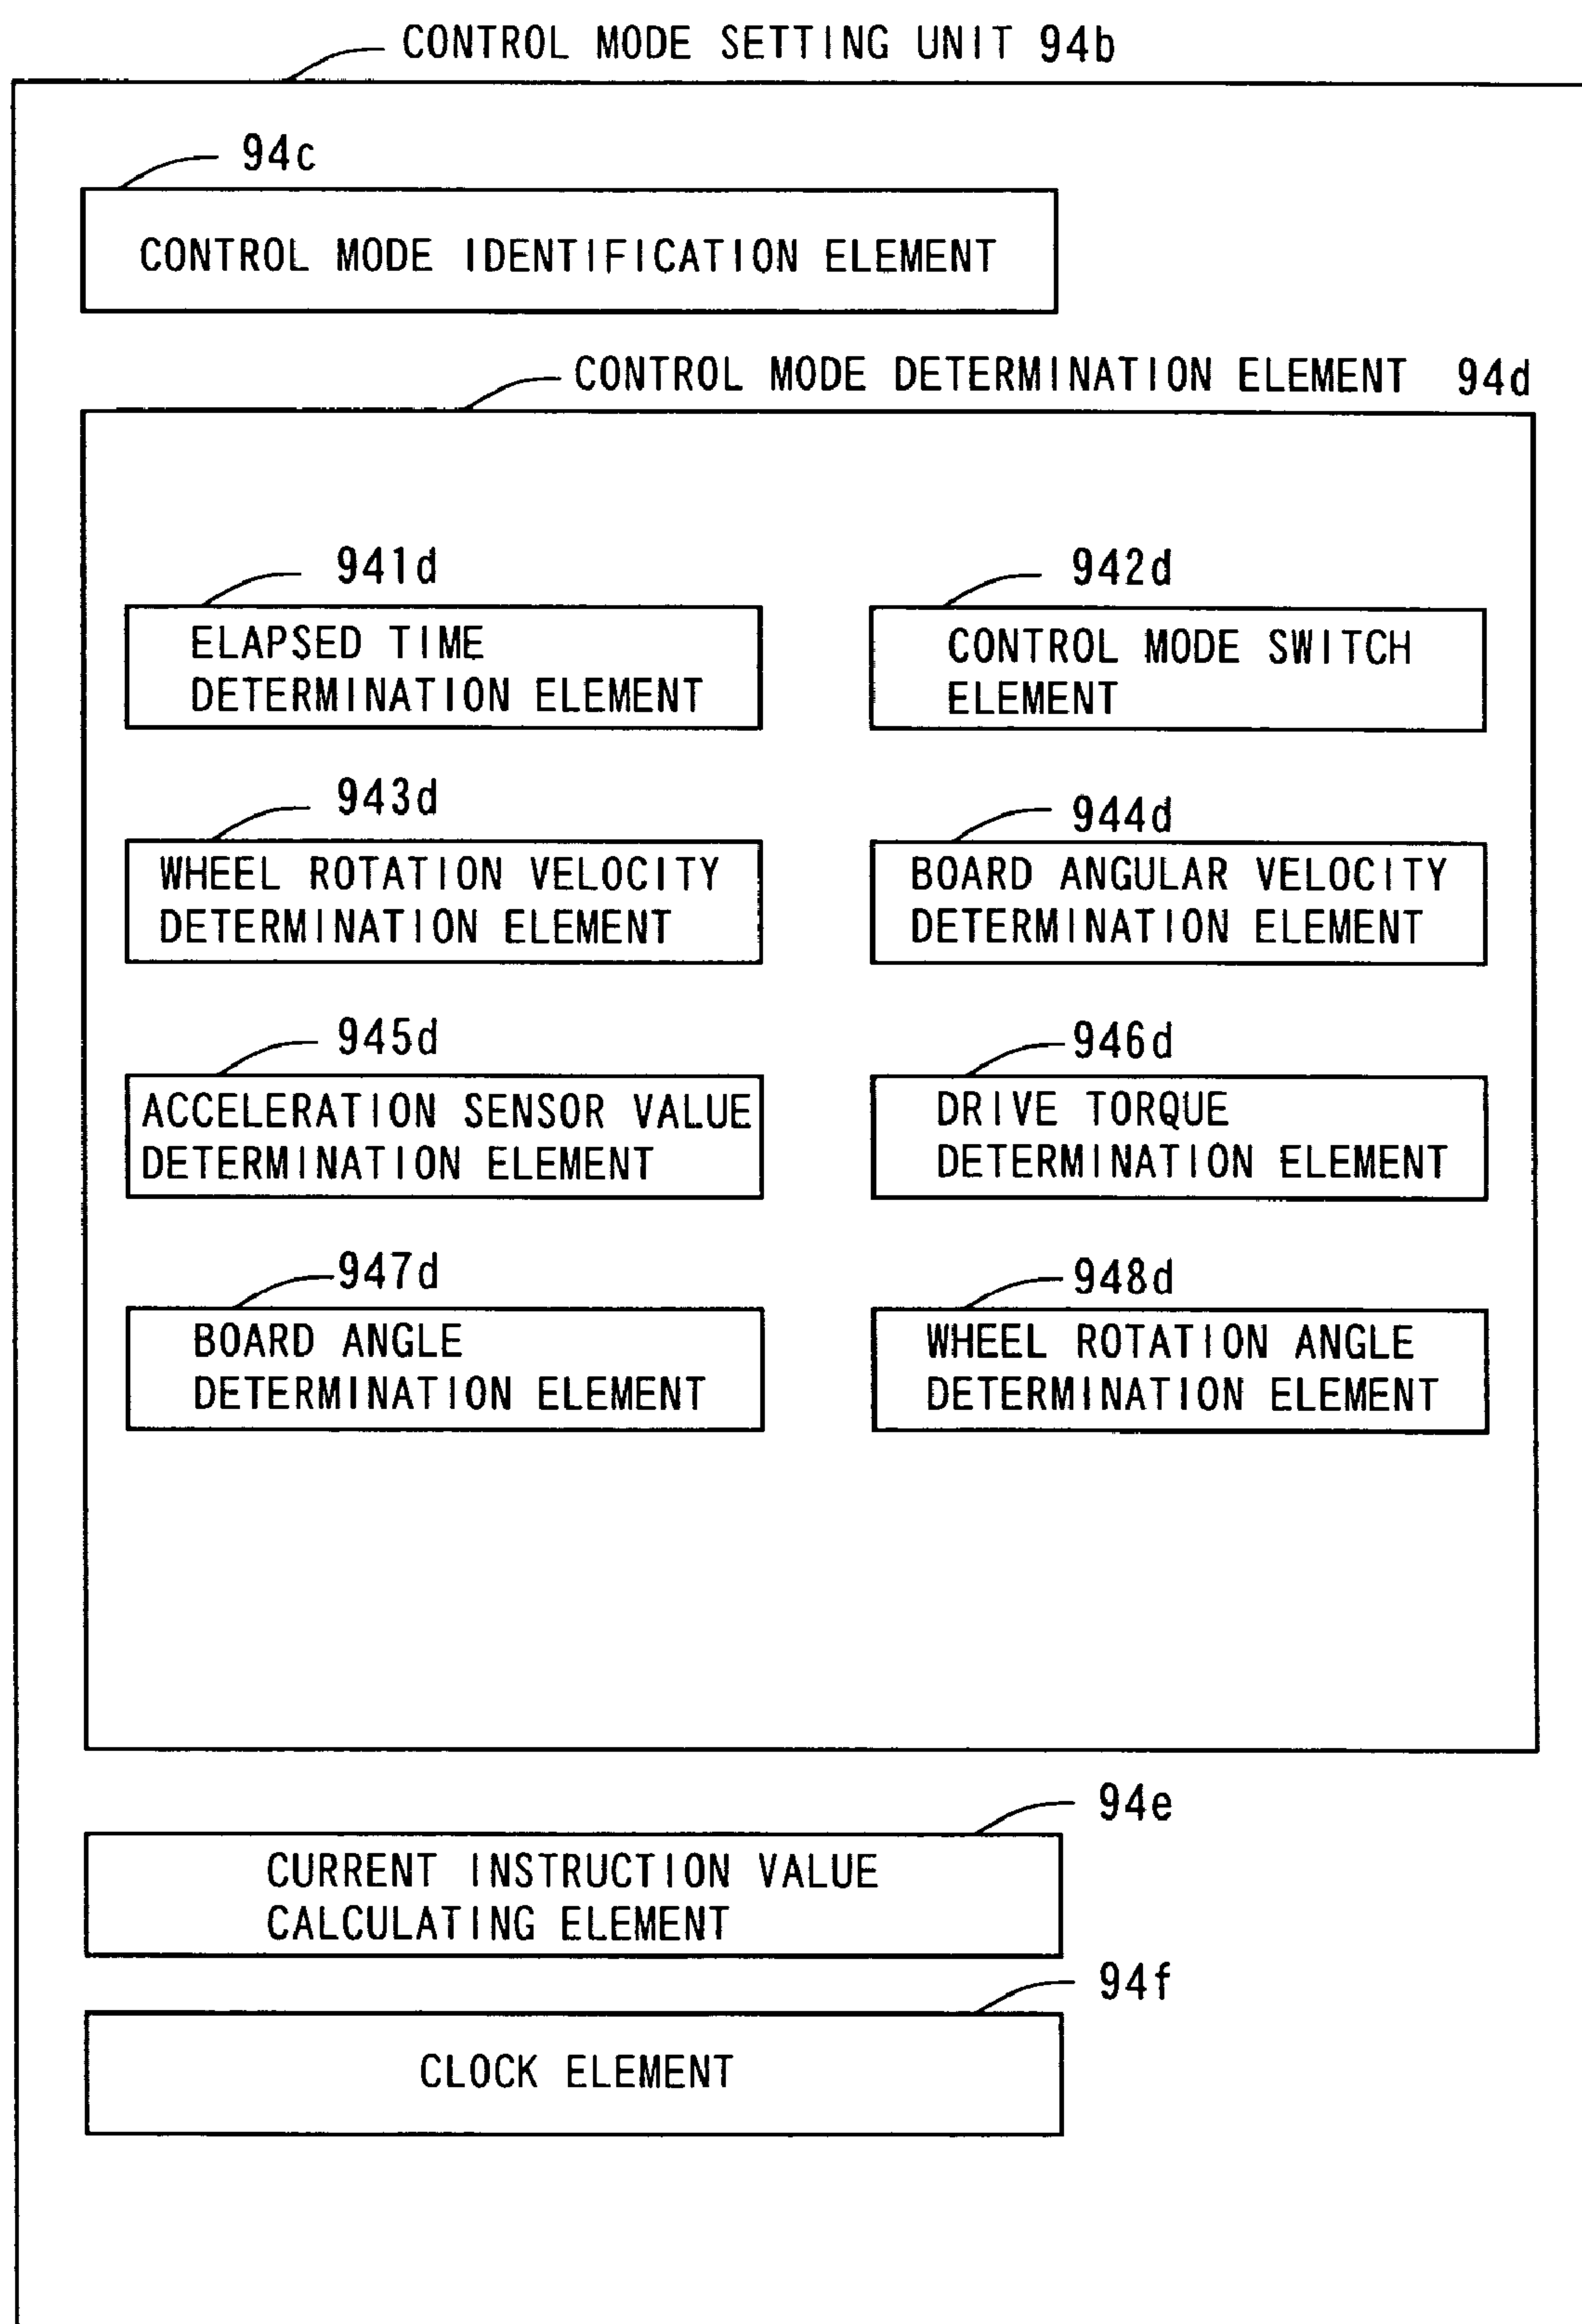 CONTROL MODE SETTING UNIT 94b
94c
CONTROL MODE IDENTIFICATION ELEMENT
CONTROL MODE DETERMINATION ELEMENT 94d
941d
ELAPSED TIME
DETERMINATION ELEMENT
942d
CONTROL MODE SWITCH
ELEMENT
943d
WHEEL ROTATION VELOCITY
DETERMINATION ELEMENT
944d
BOARD ANGULAR VELOCITY
DETERMINATION ELEMENT
945d
ACCELERATION SENSOR VALUE
DETERMINATION ELEMENT
946d
DRIVE TORQUE
DETERMINATION ELEMENT
947d
BOARD ANGLE
DETERMINATION ELEMENT
948d
WHEEL ROTATION ANGLE
DETERMINATION ELEMENT
94e
CURRENT INSTRUCTION VALUE
CALCULATING ELEMENT
94f
CLOCK ELEMENT